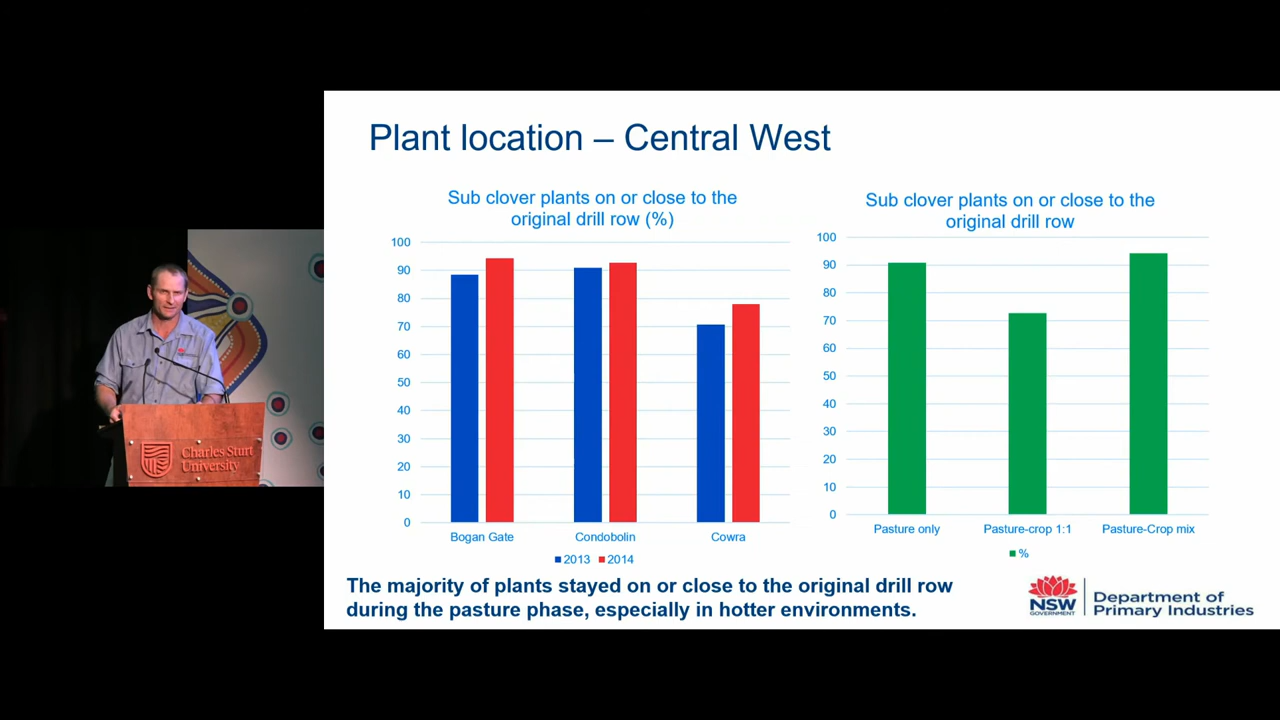 Plant location – Central West
Sub clover plants on or close to the
original drill row (%)
100
90
80
70
60
50
40
30
20
10
0
Bogan Gate
Condobolin
Cowra
2013
2014
Sub clover plants on or close to the
original drill row
100
90
80
70
60
50
40
30
20
10
0
Pasture only
Pasture-crop 1:1
Pasture-Crop mix
%
The majority of plants stayed on or close to the original drill row
during the pasture phase, especially in hotter environments.
NSW
GOVERNMENT
Department of
Primary Industries
Charles Sturt
University